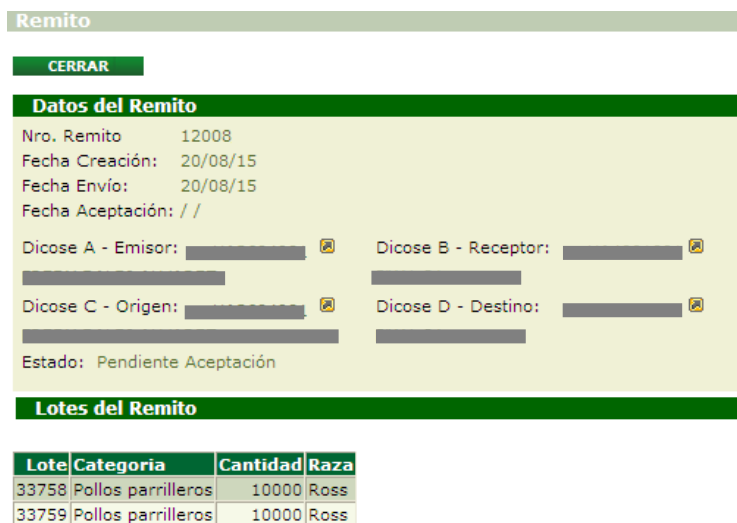 Remito
CERRAR
Datos del Remito
Nro. Remito 12008
Fecha Creación: 20/08/15
Fecha Envío: 20/08/15
Fecha Aceptación: / /
Dicose A - Emisor: Dicose B - Receptor:
Dicose C - Origen: Dicose D - Destino:
Estado: Pendiente Aceptación
Lotes del Remito
Lote Categoria Cantidad Raza
33758 Pollos parrilleros 10000 Ross
33759 Pollos parrilleros 10000 Ross